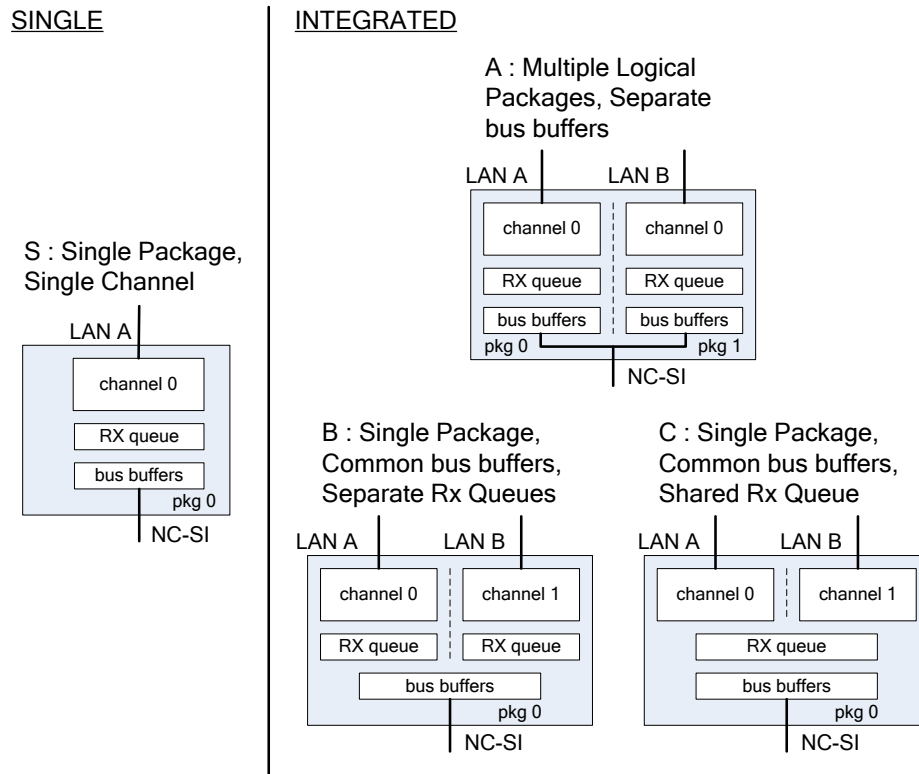 SINGLE
INTEGRATED
S : Single Package,
Single Channel
LAN A
channel 0
RX queue
bus buffers
pkg 0
NC-SI
A : Multiple Logical
Packages, Separate
bus buffers
LAN A LAN B
channel 0 channel 0
RX queue RX queue
bus buffers bus buffers
pkg 0 pkg 1
NC-SI
B : Single Package,
Common bus buffers,
Separate Rx Queues
LAN A LAN B
channel 0 channel 1
RX queue RX queue
bus buffers
pkg 0
NC-SI
C : Single Package,
Common bus buffers,
Shared Rx Queue
LAN A LAN B
channel 0 channel 1
RX queue
bus buffers
pkg 0
NC-SI